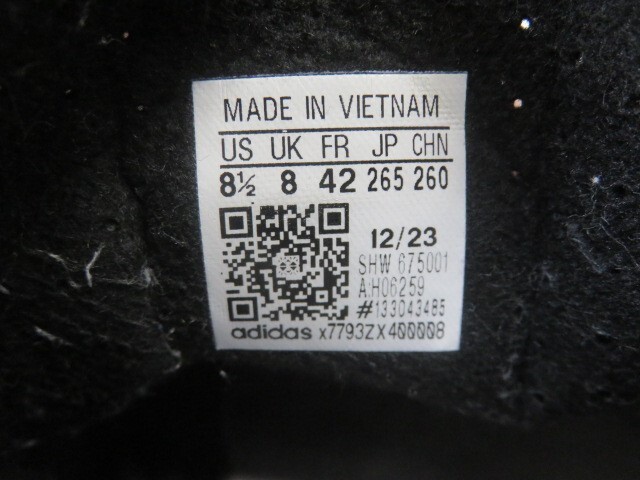 MADE IN VIETNAM
US UK FR JP CHN
8½ 8 42 265 260
12/23
SHW 675001
A:H06259
#133043485
adidas x7793ZX400008